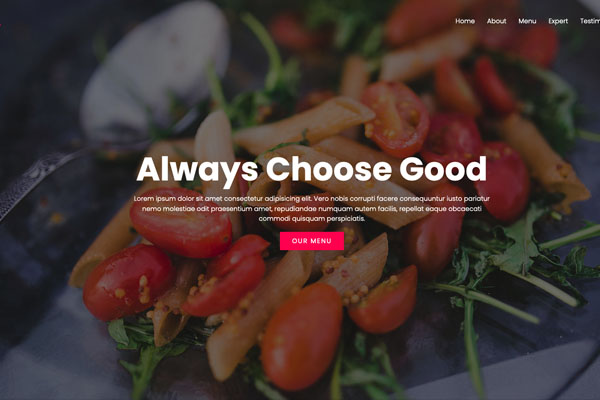 Home About Menu Expert Testim
Always Choose Good
Lorem ipsum dolor sit amet consectetur adipisicing elit. Vero nobis corrupti facere consequuntur iusto pariatur
nemo molestiae odit praesentium amet, repudiandae numquam autem facilis, repellat eaque obcaecati
commodi quisquam perspiciatis.
OUR MENU